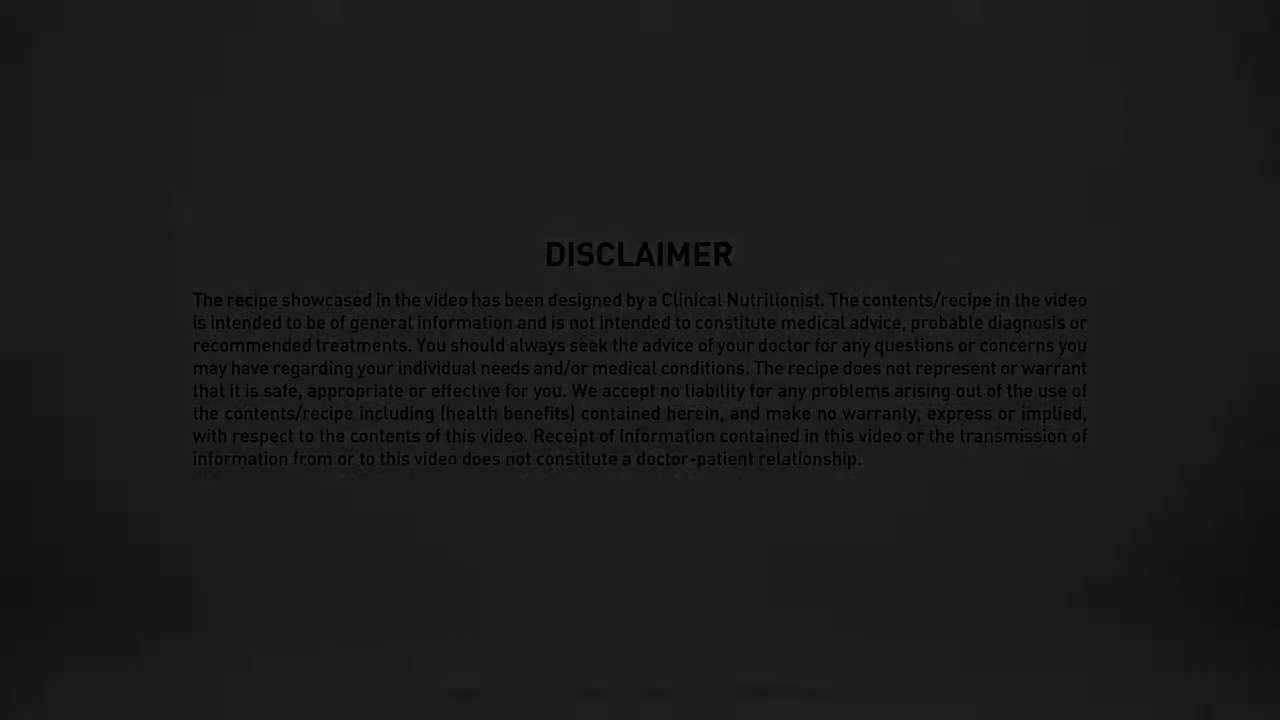 DISCLAIMER
The recipe showcased in the video has been designed by a Clinical Nutritionist. The contents/recipe in the video
is intended to be of general information and is not intended to constitute medical advice, probable diagnosis or
recommended treatments. You should always seek the advice of your doctor for any questions or concerns you
may have regarding your individual needs and/or medical conditions. The recipe does not represent or warrant
that it is safe, appropriate or effective for you. We accept no liability for any problems arising out of the use of
the contents/recipe including (health benefits) contained herein, and make no warranty, express or implied,
with respect to the contents of this video. Receipt of information contained in this video or the transmission of
information from or to this video does not constitute a doctor-patient relationship.